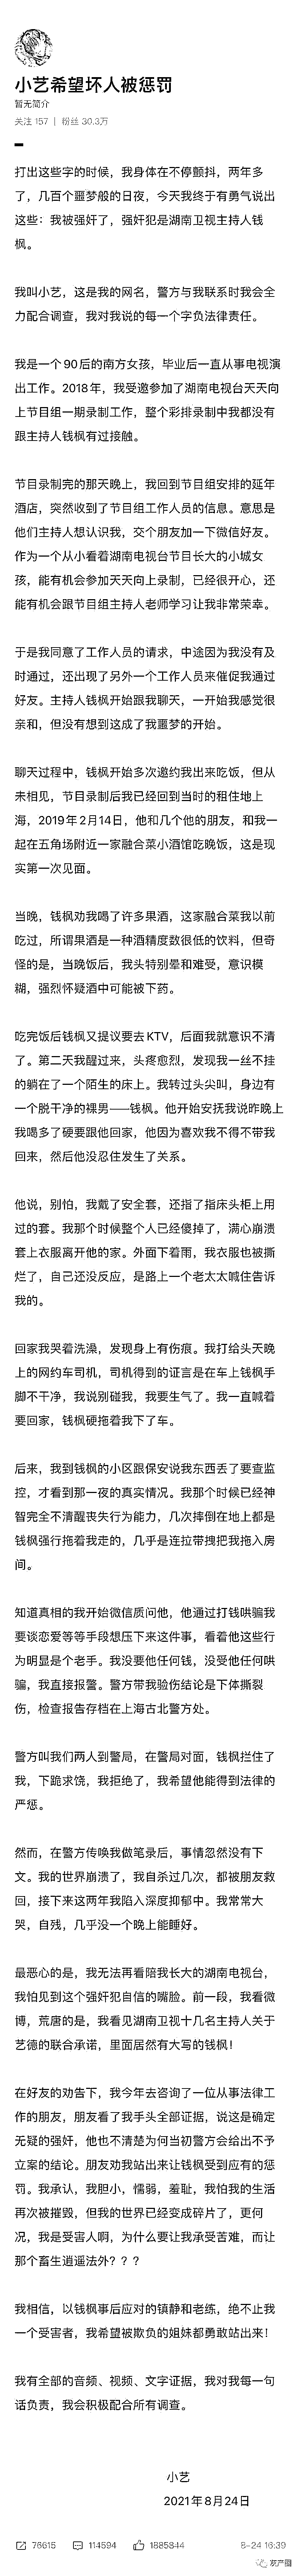 小艺希望坏人被惩罚
暂无简介
关注 157 | 粉丝 30.3万
打出这些字的时候，我身体在不停颤抖，两年多
了，几百个噩梦般的日夜，今天我终于有勇气说出
这些：我被强奸了，强奸犯是湖南卫视主持人钱
枫。
我叫小艺，这是我的网名，警方与我联系时我会全
力配合调查，我对我说的每一个字负法律责任。
我是一个90后的南方女孩，毕业后一直从事电视演
出工作。2018年，我受邀参加了湖南电视台天天向
上节目组一期录制工作，整个彩排录制中我都没有
跟主持人钱枫有过接触。
节目录制完的那天晚上，我回到节目组安排的延年
酒店，突然收到了节目组工作人员的信息。意思是
他们主持人想认识我，交个朋友加一下微信好友。
作为一个从小看着湖南电视台节目长大的小城女
孩，能有机会参加天天向上录制，已经很开心，还
能有机会跟节目组主持人老师学习让我非常荣幸。
于是我同意了工作人员的请求，中途因为我没有及
时通过，还出现了另外一个工作人员来催促我通过
好友。主持人钱枫开始跟我聊天，一开始我感觉很
亲和，但没有想到这成了我噩梦的开始。
聊天过程中，钱枫开始多次邀约我出来吃饭，但从
未相见，节目录制后我已经回到当时的租住地上
海，2019年2月14日，他和几个他的朋友，和我一
起在五角场附近一家融合菜小酒馆吃晚饭，这是现
实第一次见面。
当晚，钱枫劝我喝了许多果酒，这家融合菜我以前
吃过，所谓果酒是一种酒精度数很低的饮料，但奇
怪的是，当晚饭后，我头特别晕和难受，意识模
糊，强烈怀疑酒中可能被下药。
吃完饭后钱枫又提议要去KTV，后面我就意识不清
了。第二天我醒过来，头疼愈烈，发现我一丝不挂
的躺在了一个陌生的床上。我转过头尖叫，身边有
一个脱干净的裸男——钱枫。他开始安抚我说昨晚上
我喝多了硬要跟他回家，他因为喜欢我不得不带我
回来，然后他没忍住发生了关系。
他说，别怕，我戴了安全套，还指了指床头柜上用
过的套。我那个时候整个人已经傻掉了，满心崩溃
套上衣服离开他的家。外面下着雨，我衣服也被撕
烂了，自己还没反应，是路上一个老太太喊住告诉
我的。
回家我哭着洗澡，发现身上有伤痕。我打给头天晚
上的网约车司机，司机得到的证言是在车上钱枫手
脚不干净，我说别碰我，我要生气了。我一直喊着
要回家，钱枫硬拖着我下了车。
后来，我到钱枫的小区跟保安说我东西丢了要查监
控，才看到那一夜的真实情况。我那个时候已经神
智完全不清醒丧失行为能力，几次摔倒在地上都是
钱枫强行拖着我走的，几乎是连拉带拽把我拖入房
间。
知道真相的我开始微信质问他，他通过打钱哄骗我
要谈恋爱等等手段想压下来这件事，看着他这些行
为明显是个老手。我没要他任何钱，没受他任何哄
骗，我直接报警。警方带我验伤结论是下体撕裂
伤，检查报告存档在上海古北警方处。
警方叫我们两人到警局，在警局对面，钱枫拦住了
我，下跪求饶，我拒绝了，我希望他能得到法律的
严惩。
然而，在警方传唤我做笔录后，事情忽然没有下
文。我的世界崩溃了，我自杀过几次，都被朋友救
回，接下来这两年我陷入深度抑郁中。我常常大
哭，自残，几乎没一个晚上能睡好。
最恶心的是，我无法再看陪我长大的湖南电视台，
我怕见到这个强奸犯自信的嘴脸。前一段，我看微
博，荒唐的是，我看见湖南卫视十几名主持人关于
艺德的联合承诺，里面居然有大写的钱枫！
在好友的劝告下，我今年去咨询了一位从事法律工
作的朋友，朋友看了我手头全部证据，说这是确定
无疑的强奸，他也不清楚为何当初警方会给出不予
立案的结论。朋友劝我站出来让钱枫受到应有的惩
罚。我承认，我胆小，懦弱，羞耻，我怕我的生活
再次被摧毁，但我的世界已经变成碎片了，更何
况，我是受害人啊，为什么要让我承受苦难，而让
那个畜生逍遥法外？？？
我相信，以钱枫事后应对的镇静和老练，绝不止我
一个受害者，我希望被欺负的姐妹都勇敢站出来！
我有全部的音频、视频、文字证据，我对我每一句
话负责，我会积极配合所有调查。
小艺
2021年8月24日
76615 114594 1885844 8-24 16:39
灰产圈